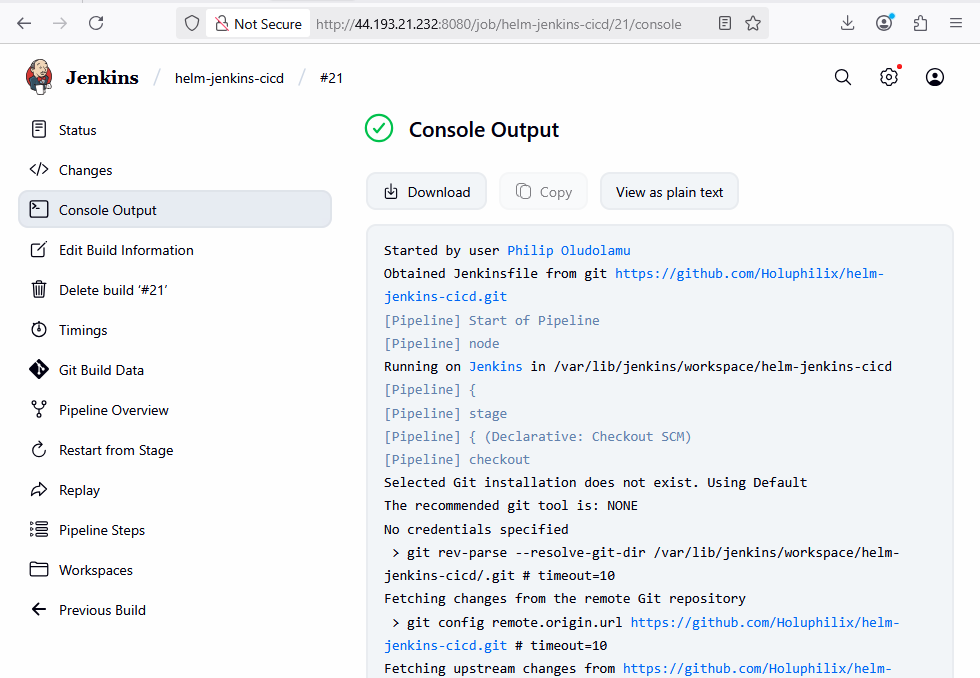 Not Secure http://44.193.21.232:8080/job/helm-jenkins-cicd/21/console
Jenkins / helm-jenkins-cicd / #21
Status
Changes
Console Output
Edit Build Information
Delete build ‘#21’
Timings
Git Build Data
Pipeline Overview
Restart from Stage
Replay
Pipeline Steps
Workspaces
Previous Build
Console Output
Download Copy View as plain text
Started by user Philip Oludolamu
Obtained Jenkinsfile from git https://github.com/Holuphilix/helm-
jenkins-cicd.git
[Pipeline] Start of Pipeline
[Pipeline] node
Running on Jenkins in /var/lib/jenkins/workspace/helm-jenkins-cicd
[Pipeline] {
[Pipeline] stage
[Pipeline] { (Declarative: Checkout SCM)
[Pipeline] checkout
Selected Git installation does not exist. Using Default
The recommended git tool is: NONE
No credentials specified
> git rev-parse --resolve-git-dir /var/lib/jenkins/workspace/helm-
jenkins-cicd/.git # timeout=10
Fetching changes from the remote Git repository
> git config remote.origin.url https://github.com/Holuphilix/helm-
jenkins-cicd.git # timeout=10
Fetching upstream changes from https://github.com/Holuphilix/helm-